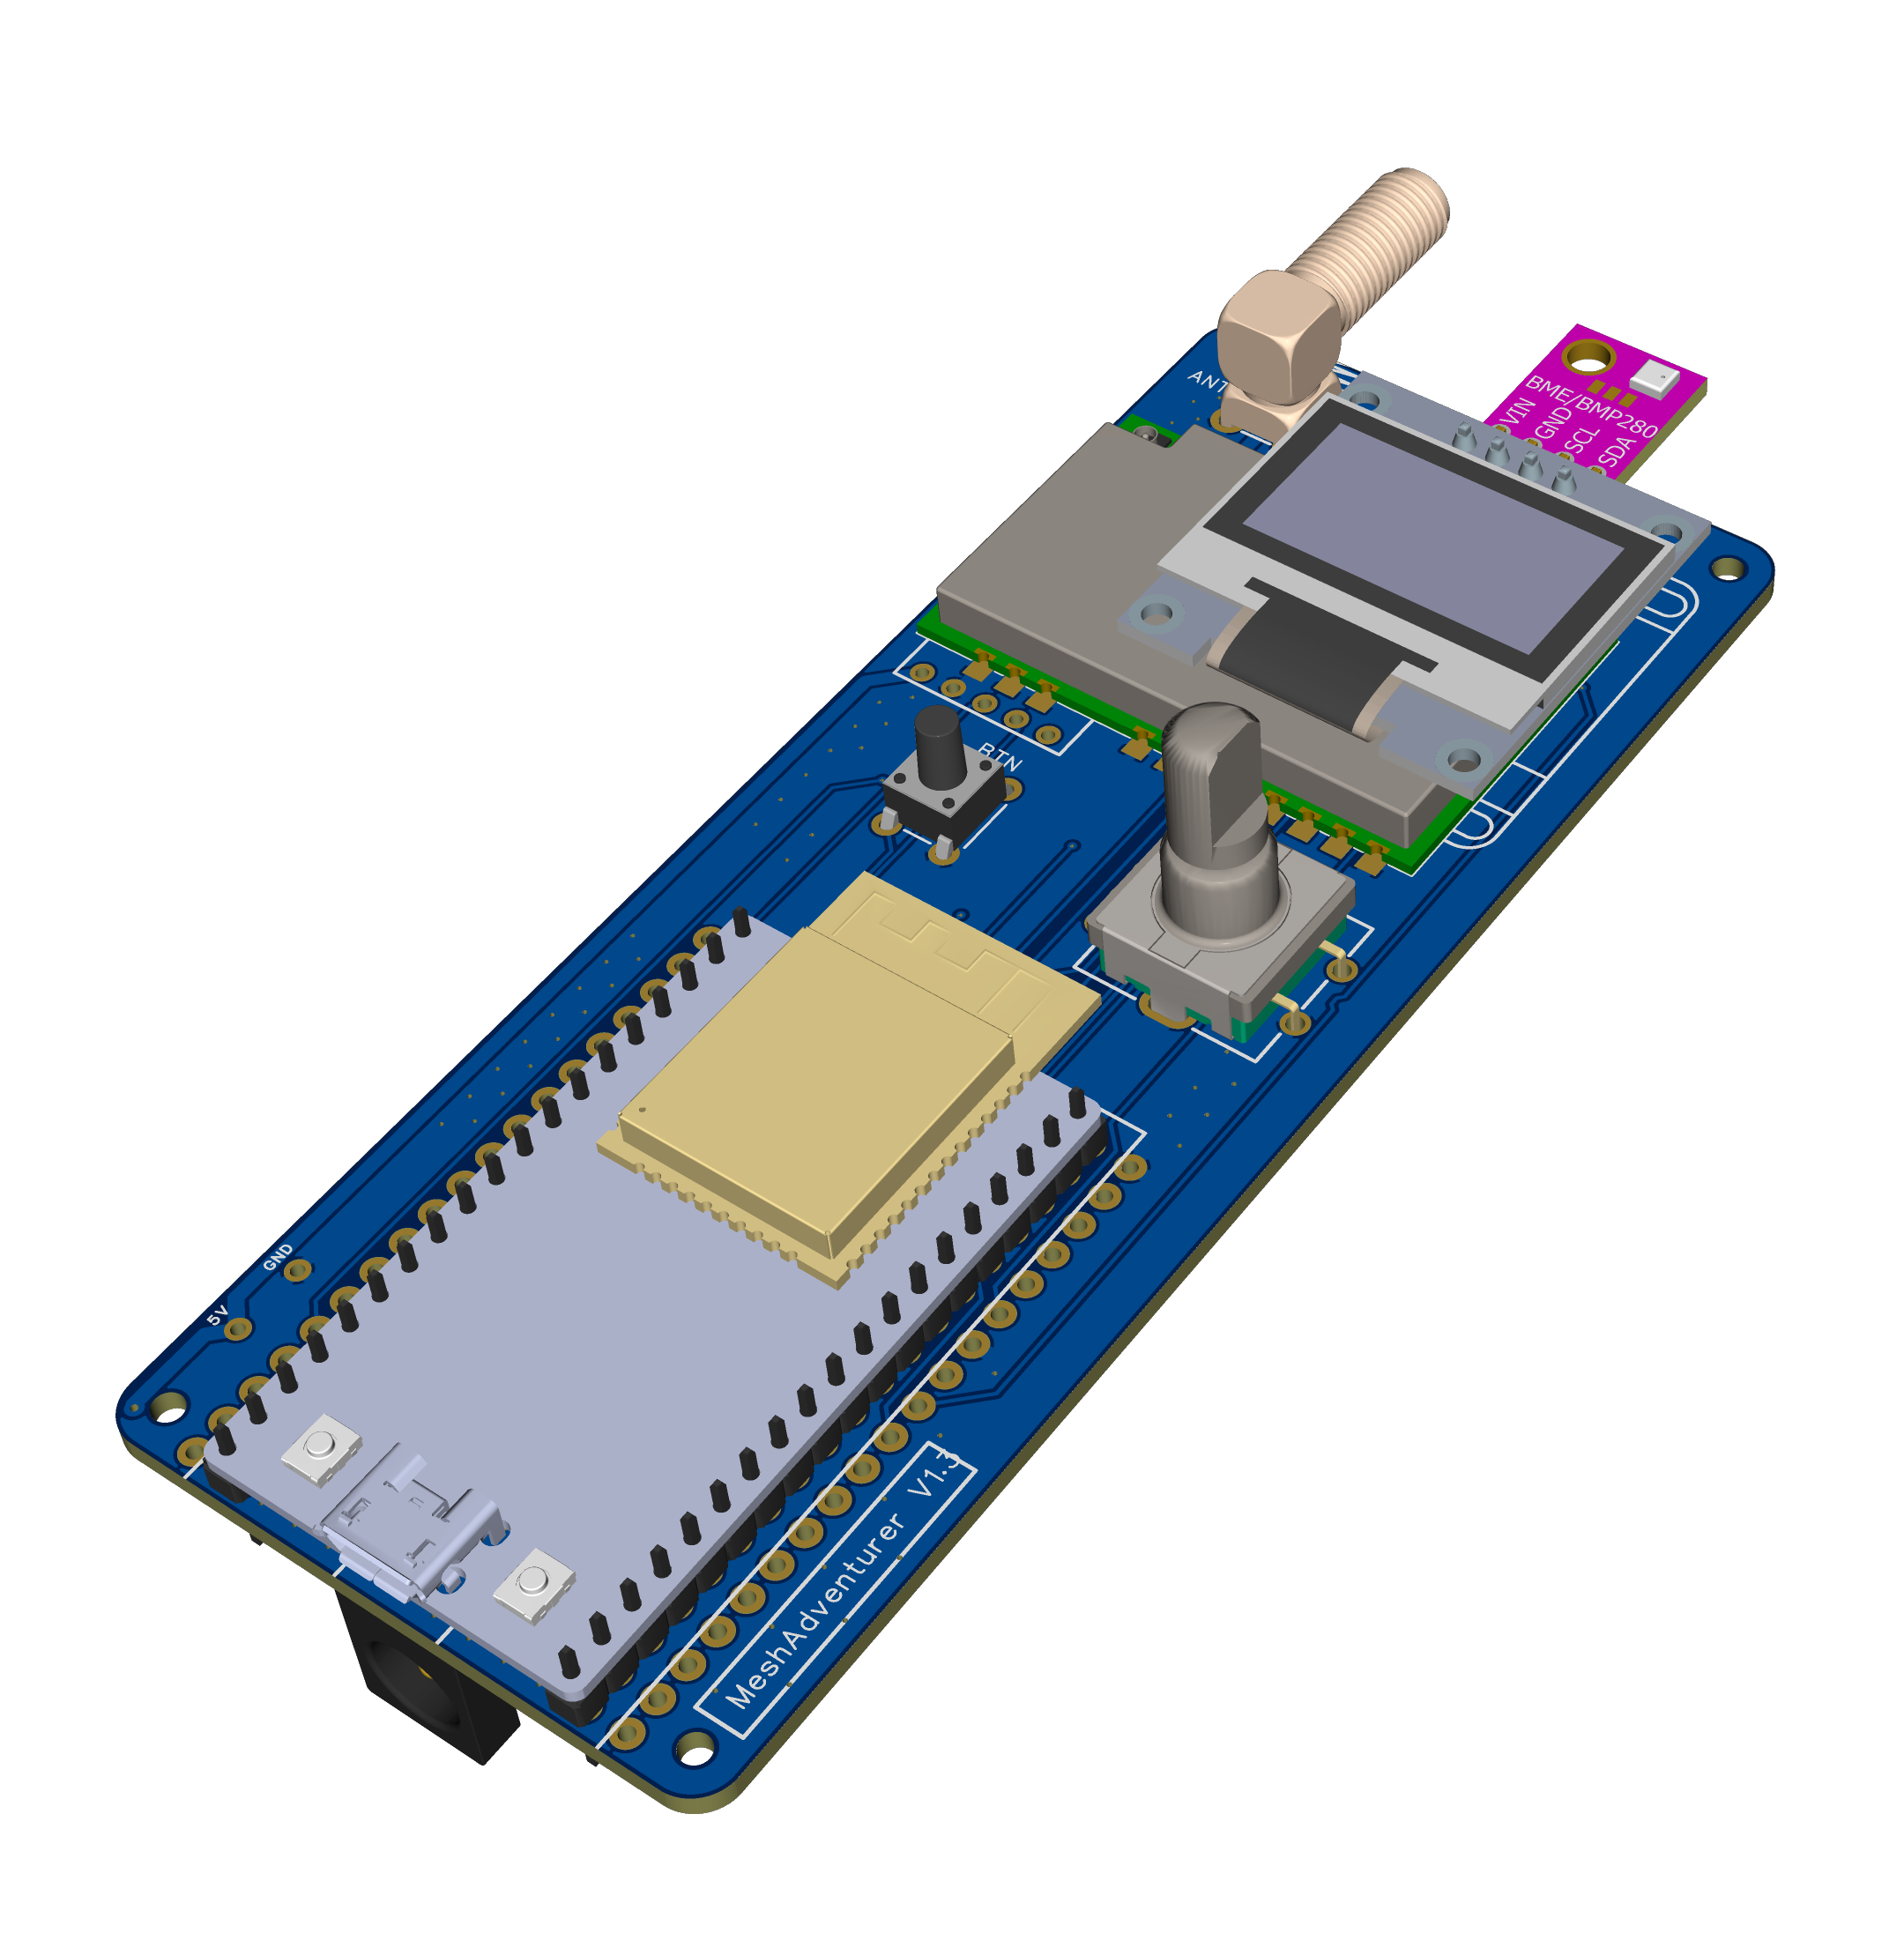 ANT
BME/BMP280
VIN
GND
SCL
SDA
BTN
GND
5V
MeshAdventurer V1.3